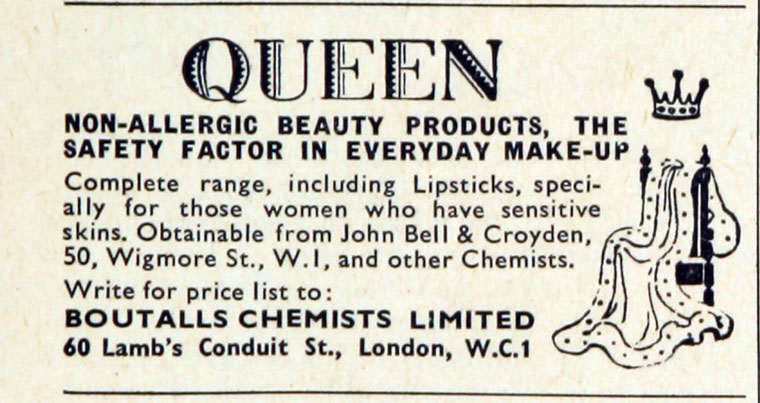 QUEEN
NON-ALLERGIC BEAUTY PRODUCTS, THE
SAFETY FACTOR IN EVERYDAY MAKE-UP
Complete range, including Lipsticks, speci-
ally for those women who have sensitive
skins. Obtainable from John Bell & Croyden,
50, Wigmore St., W.1, and other Chemists.
Write for price list to:
BOUTALLS CHEMISTS LIMITED
60 Lamb's Conduit St., London, W.C.1